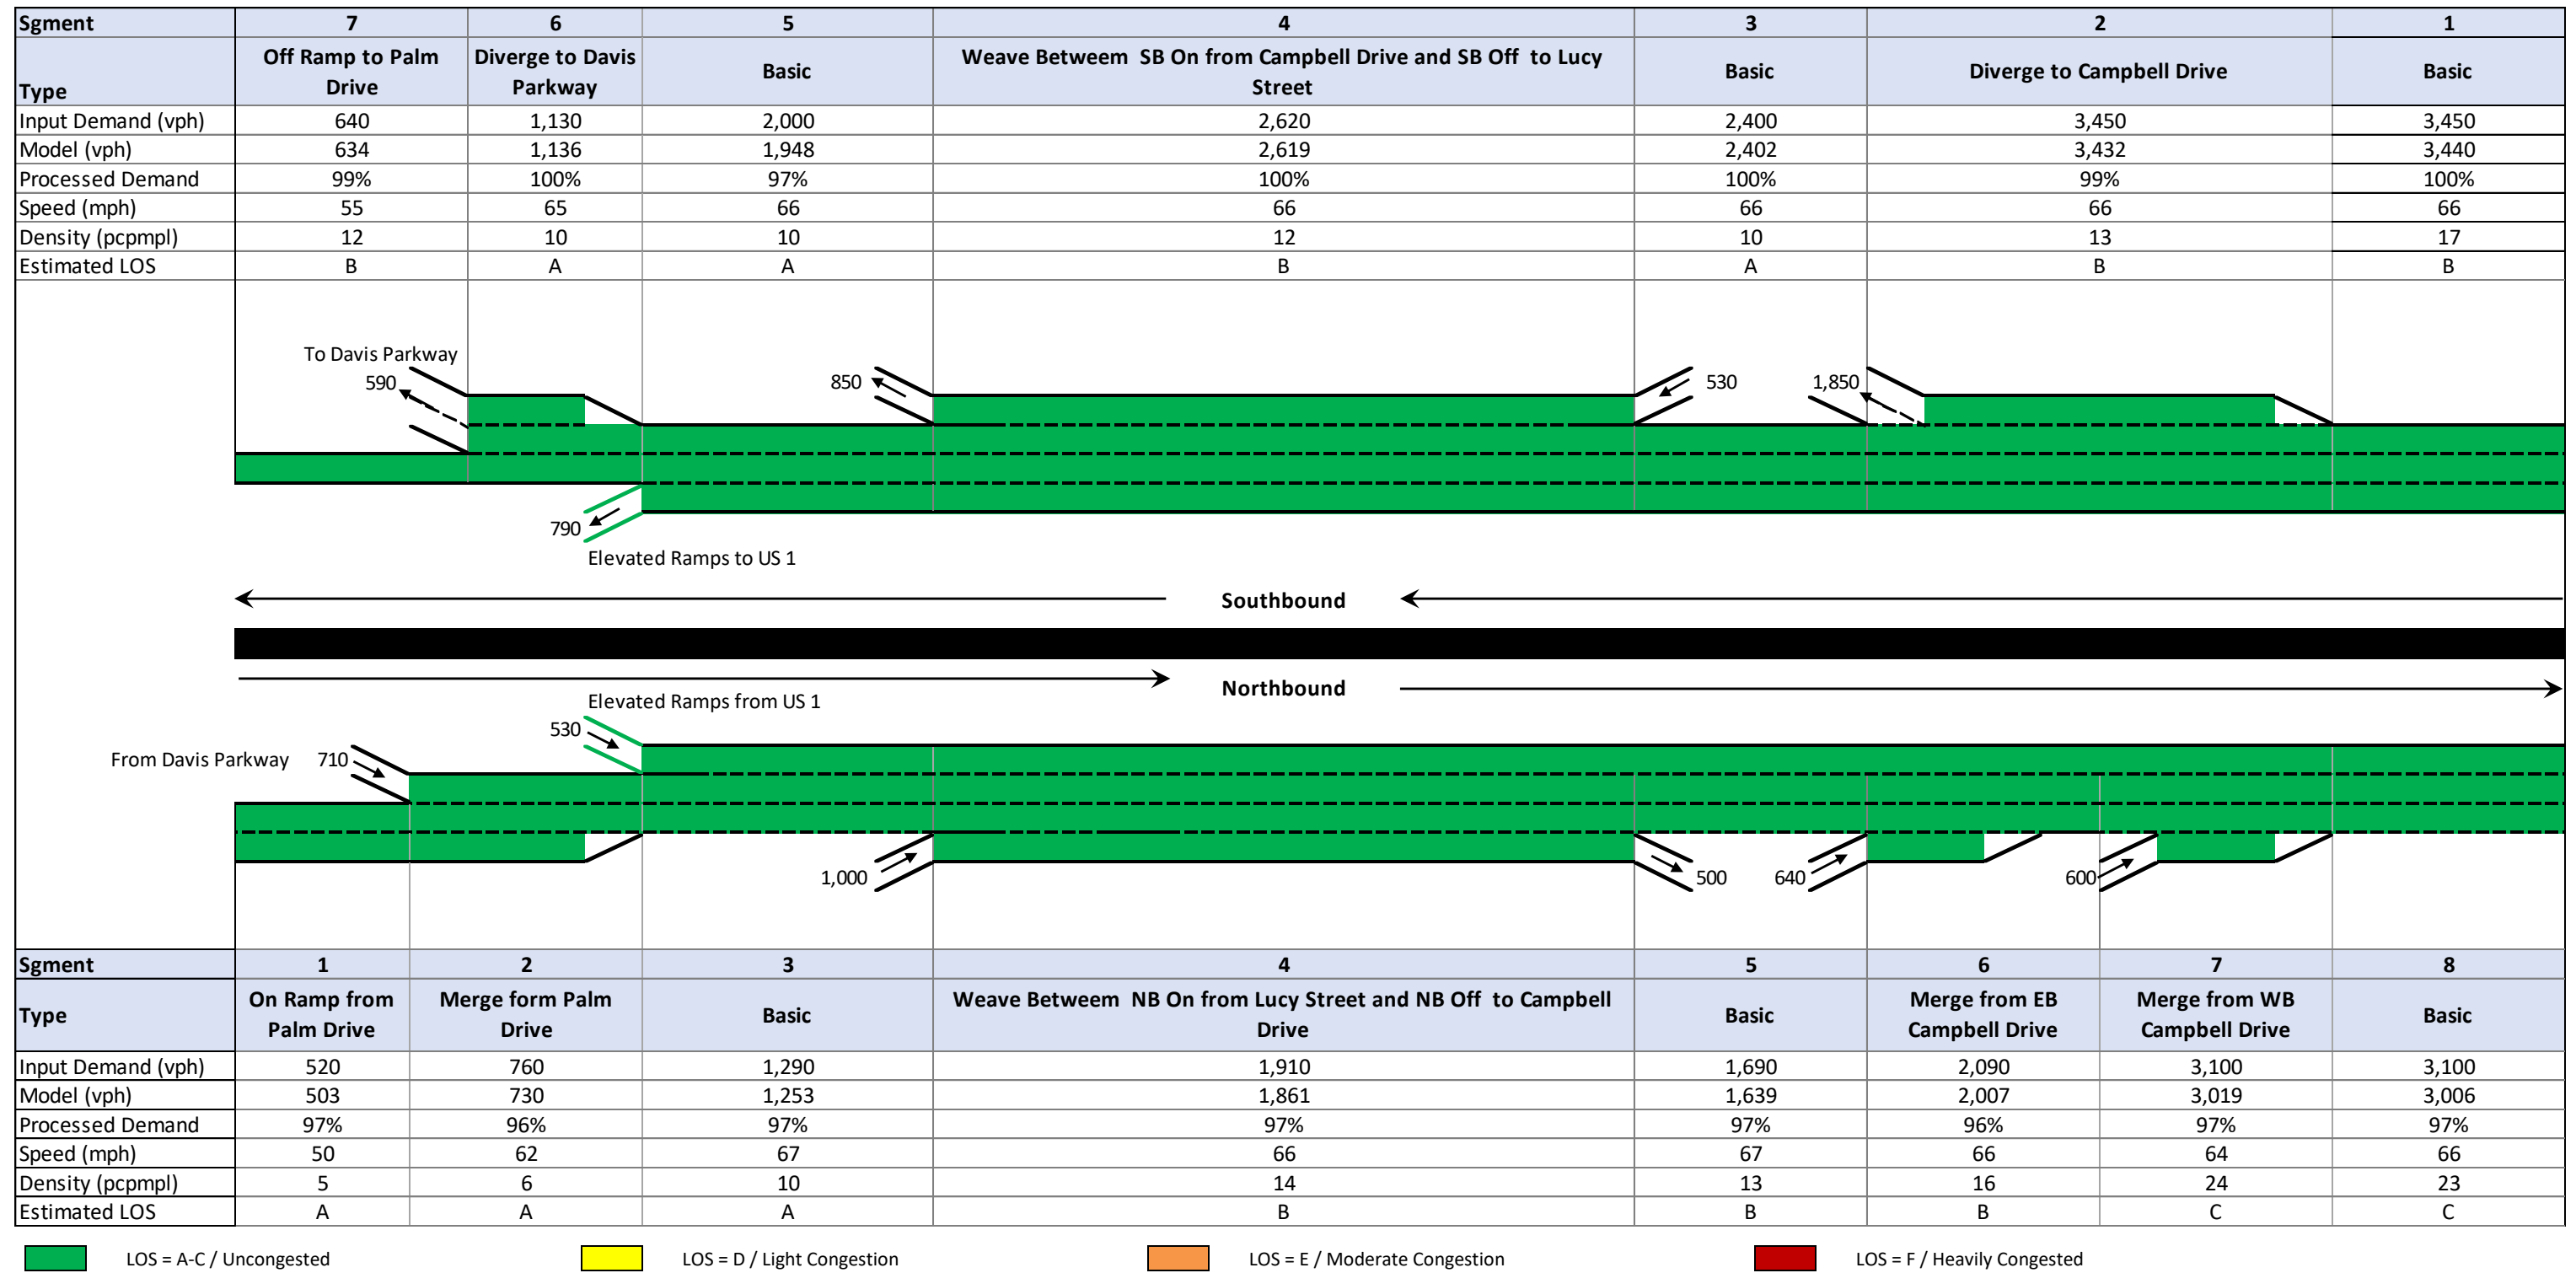 Sgment 7 6 5 4 3 2 1
Type Off Ramp to Palm Drive Diverge to Davis Parkway Basic Weave Betweem SB On from Campbell Drive and SB Off to Lucy Street Basic Diverge to Campbell Drive Basic
Input Demand (vph) 640 1,130 2,000 2,620 2,400 3,450 3,450
Model (vph) 634 1,136 1,948 2,619 2,402 3,432 3,440
Processed Demand 99% 100% 97% 100% 100% 99% 100%
Speed (mph) 55 65 66 66 66 66 66
Density (pcpmpl) 12 10 10 12 10 13 17
Estimated LOS B A A B A B B
To Davis Parkway
590 850 530 1,850
790
Elevated Ramps to US 1
Southbound
Northbound
Elevated Ramps from US 1
530
From Davis Parkway 710
1,000 500 640 600
Sgment 1 2 3 4 5 6 7 8
Type On Ramp from Palm Drive Merge form Palm Drive Basic Weave Betweem NB On from Lucy Street and NB Off to Campbell Drive Basic Merge from EB Campbell Drive Merge from WB Campbell Drive Basic
Input Demand (vph) 520 760 1,290 1,910 1,690 2,090 3,100 3,100
Model (vph) 503 730 1,253 1,861 1,639 2,007 3,019 3,006
Processed Demand 97% 96% 97% 97% 97% 96% 97% 97%
Speed (mph) 50 62 67 66 67 66 64 66
Density (pcpmpl) 5 6 10 14 13 16 24 23
Estimated LOS A A A B B B C C
LOS = A-C / Uncongested LOS = D / Light Congestion LOS = E / Moderate Congestion LOS = F / Heavily Congested